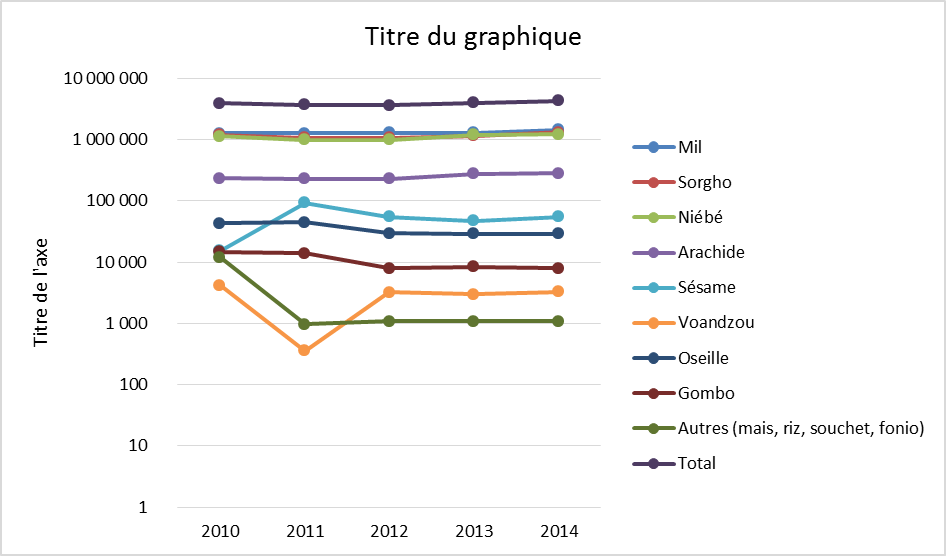 Titre du graphique
Titre de l'axe
10 000 000
1 000 000
100 000
10 000
1 000
100
10
1
2010 2011 2012 2013 2014
Mil
Sorgho
Niébé
Arachide
Sésame
Voandzou
Oseille
Gombo
Autres (mais, riz, souchet, fonio)
Total